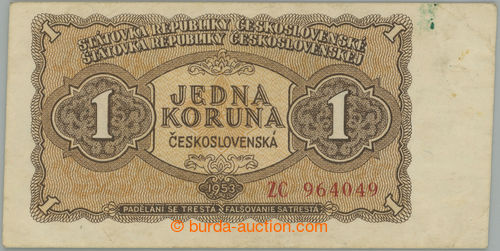 STÁTOVKA REPUBLIKY ČESKOSLOVENSKÉ
ŠTÁTOVKA REPUBLIKY ČESKOSLOVENSKEJ
1 JEDNA 1
KORUNA
ČESKOSLOVENSKÁ
1953
ZC 964049
PADĚLÁNÍ SE TRESTÁ FALŠOVANIE SA TRESTÁ
© burda-auction.com